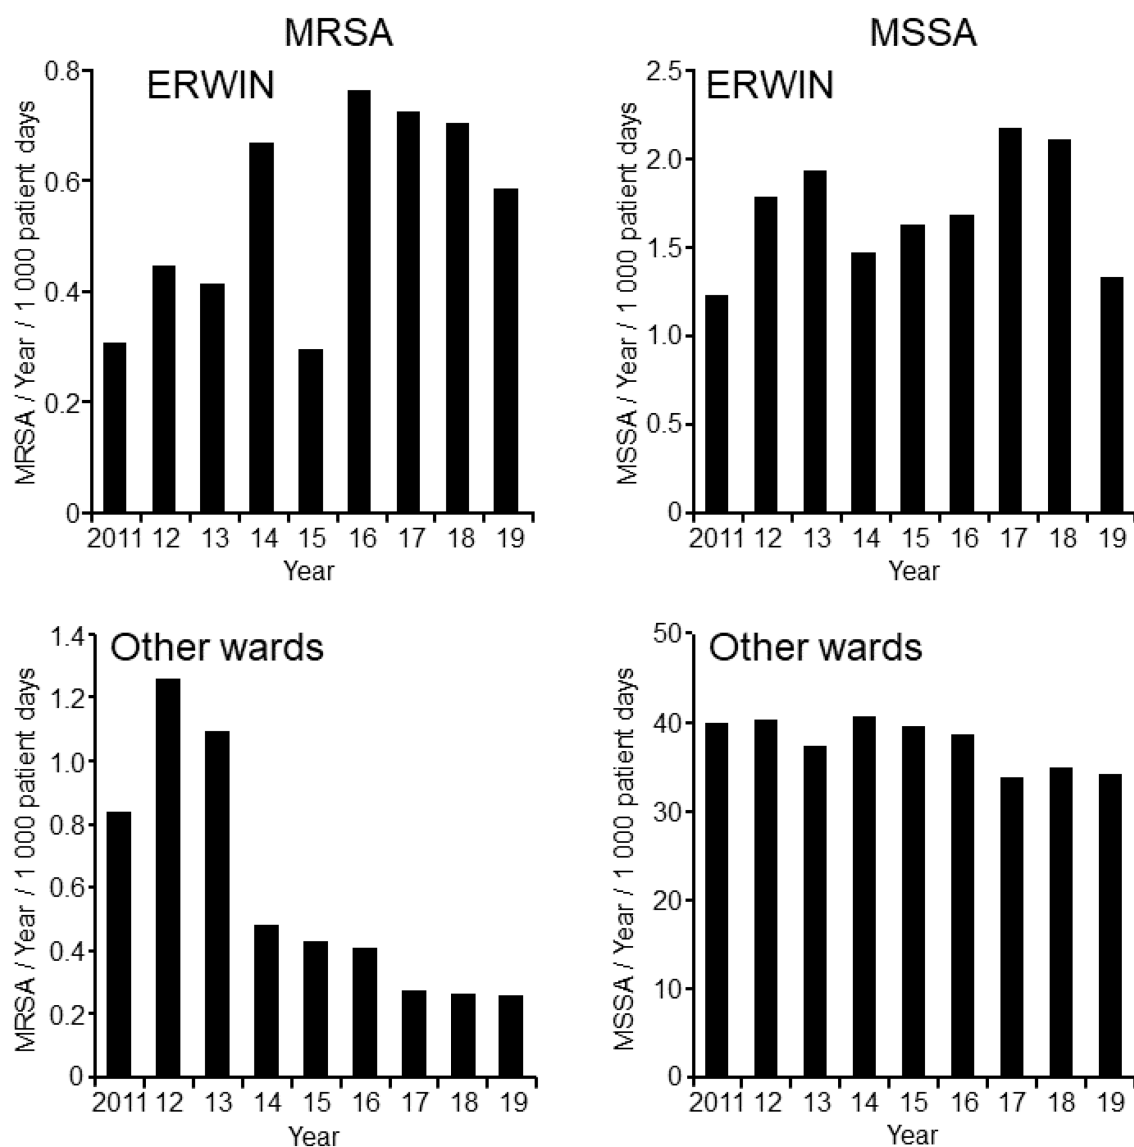 MRSA
ERWIN
MRSA / Year / 1 000 patient days
0.8
0.6
0.4
0.2
0
2011 12 13 14 15 16 17 18 19
Year
MSSA
ERWIN
MSSA / Year / 1 000 patient days
2.5
2.0
1.5
1.0
0.5
0
2011 12 13 14 15 16 17 18 19
Year
Other wards
MRSA / Year / 1 000 patient days
1.4
1.2
1.0
0.8
0.6
0.4
0.2
0
2011 12 13 14 15 16 17 18 19
Year
Other wards
MSSA / Year / 1 000 patient days
50
40
30
20
10
0
2011 12 13 14 15 16 17 18 19
Year